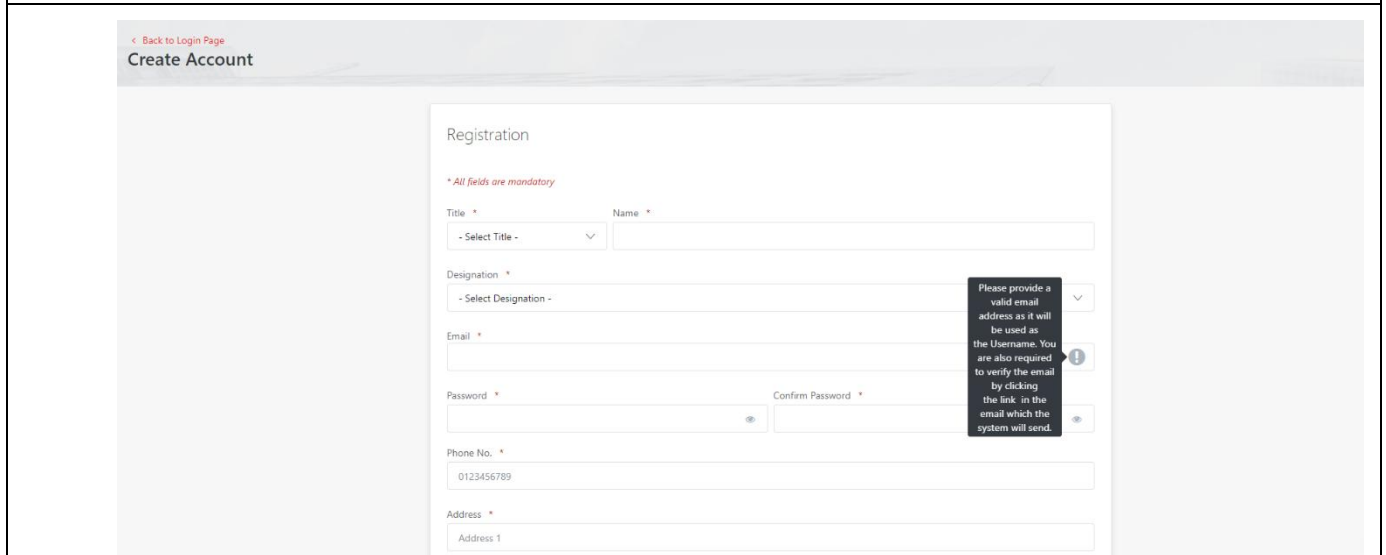 < Back to Login Page
Create Account
Registration
* All fields are mandatory
Title *
Name *
- Select Title -
Designation *
- Select Designation -
Please provide a
valid email
address as it will
be used as
the Username. You
are also required
to verify the email
by clicking
the link in the
email which the
system will send.
Email *
Password *
Confirm Password *
Phone No. *
0123456789
Address *
Address 1